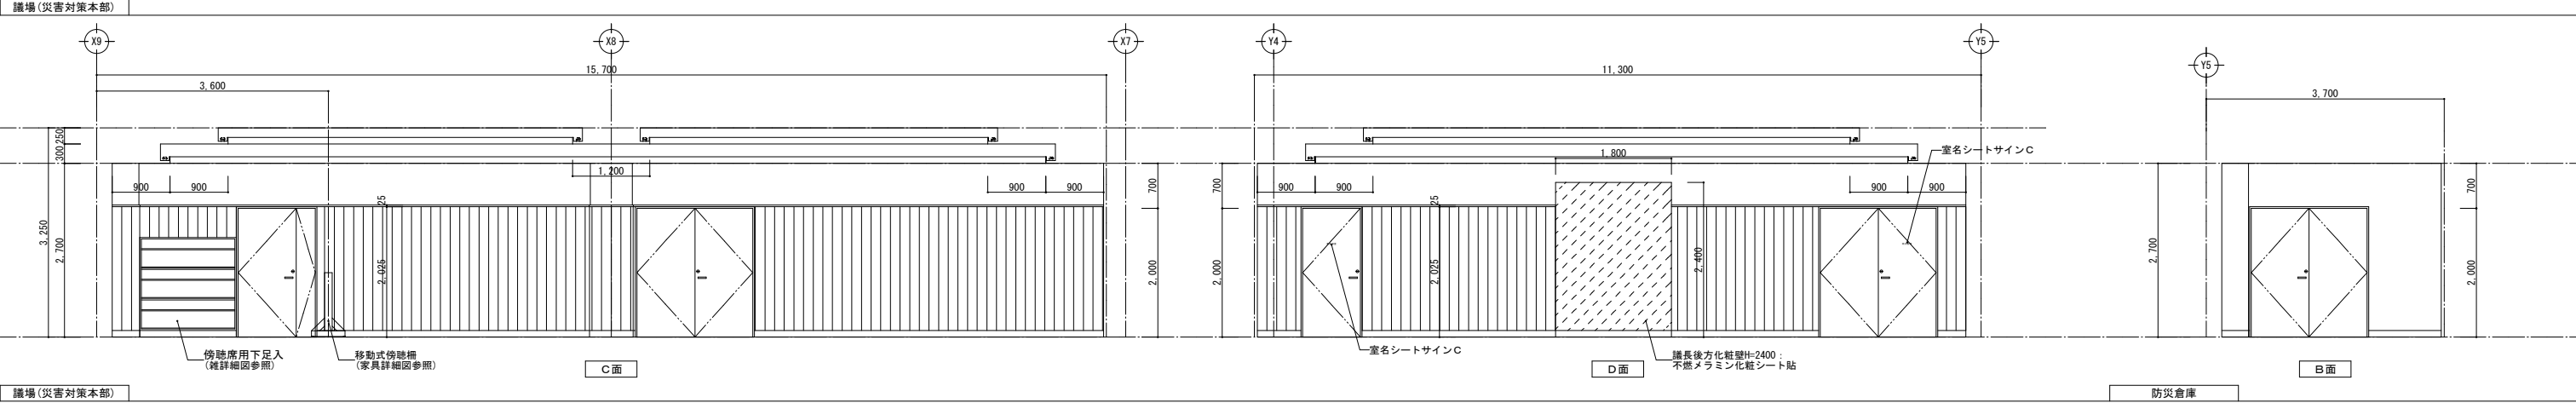 議場(災害対策本部)
X9
X8
X7
Y4
Y5
Y5
15,700
11,300
3,600
3,700
250
300
3,250
2,700
900
900
1,200
900
900
700
2,000
25
2,025
700
2,000
900
900
1,800
900
900
25
2,025
2,400
室名シートサインC
2,700
700
2,000
傍聴席用下足入
(雑詳細図参照)
移動式傍聴柵
(家具詳細図参照)
室名シートサインC
議長後方化粧壁H=2400:
不燃メラミン化粧シート貼
C面
D面
B面
議場(災害対策本部)
防災倉庫